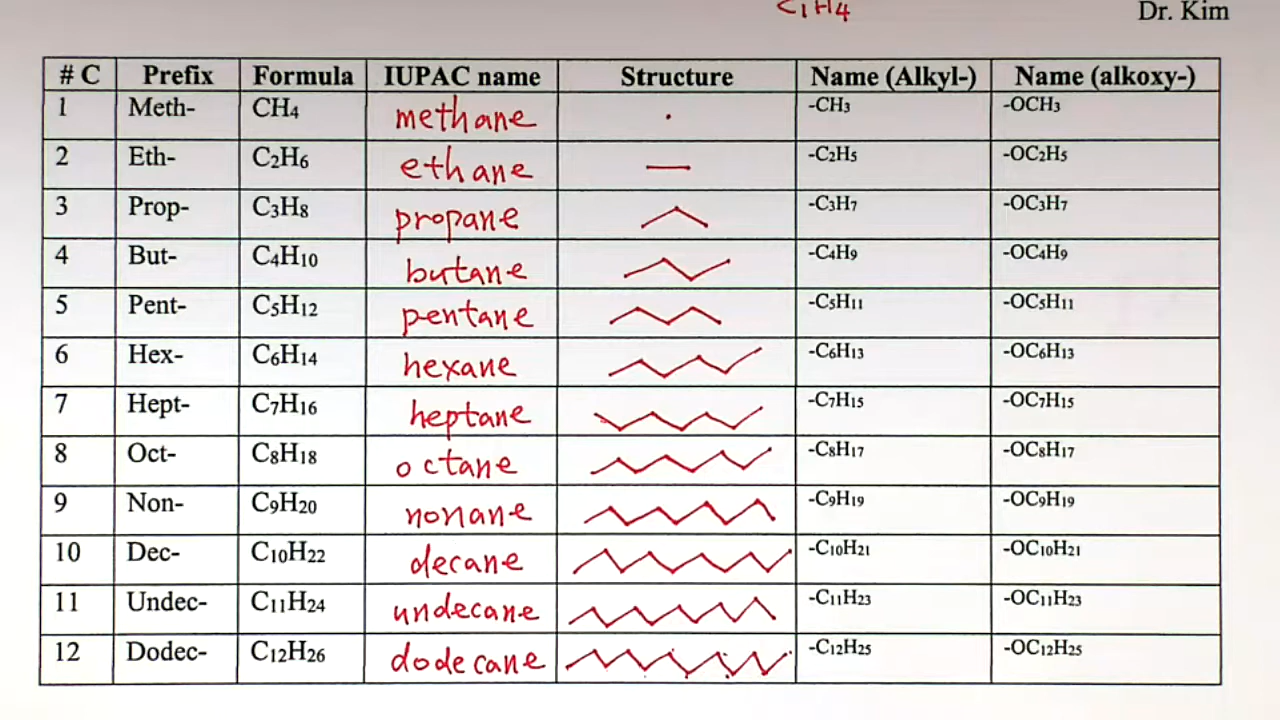 C1H4
Dr. Kim
# C Prefix Formula IUPAC name Structure Name (Alkyl-) Name (alkoxy-)
1 Meth- CH4 methane -CH3 -OCH3
2 Eth- C2H6 ethane -C2H5 -OC2H5
3 Prop- C3H8 propane -C3H7 -OC3H7
4 But- C4H10 butane -C4H9 -OC4H9
5 Pent- C5H12 pentane -C5H11 -OC5H11
6 Hex- C6H14 hexane -C6H13 -OC6H13
7 Hept- C7H16 heptane -C7H15 -OC7H15
8 Oct- C8H18 octane -C8H17 -OC8H17
9 Non- C9H20 nonane -C9H19 -OC9H19
10 Dec- C10H22 decane -C10H21 -OC10H21
11 Undec- C11H24 undecane -C11H23 -OC11H23
12 Dodec- C12H26 dodecane -C12H25 -OC12H25